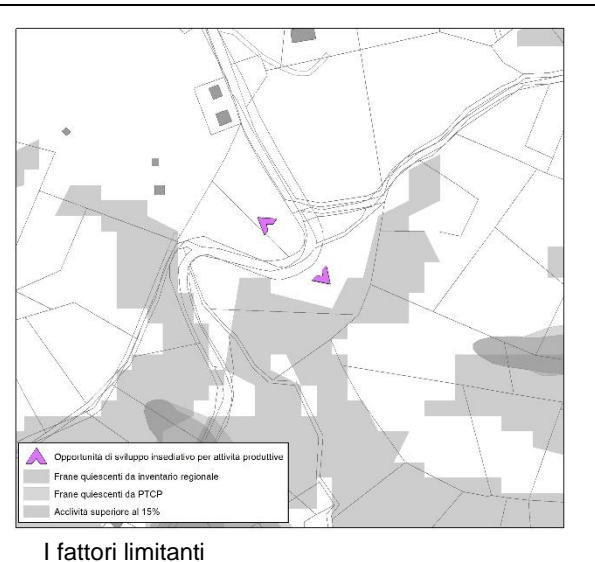 Opportunità di sviluppo insediativo per attività produttive
Frane quiescenti da inventario regionale
Frane quiescenti da PTCP
Acclività superiore al 15%
I fattori limitanti